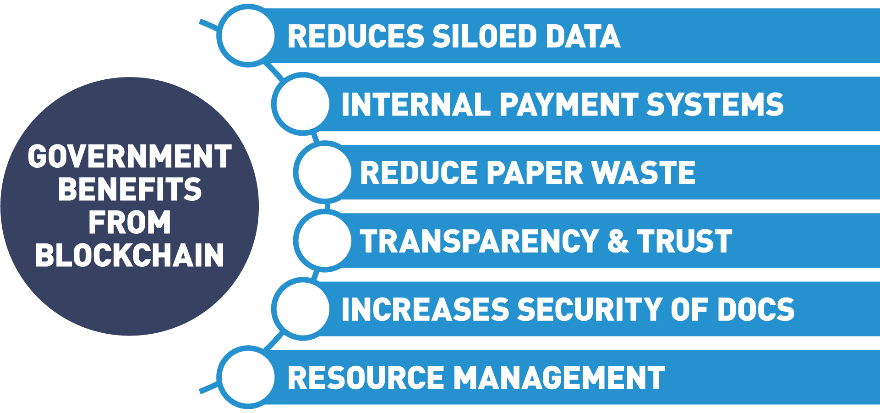 GOVERNMENT
BENEFITS
FROM
BLOCKCHAIN
REDUCES SILOED DATA
INTERNAL PAYMENT SYSTEMS
REDUCE PAPER WASTE
TRANSPARENCY & TRUST
INCREASES SECURITY OF DOCS
RESOURCE MANAGEMENT